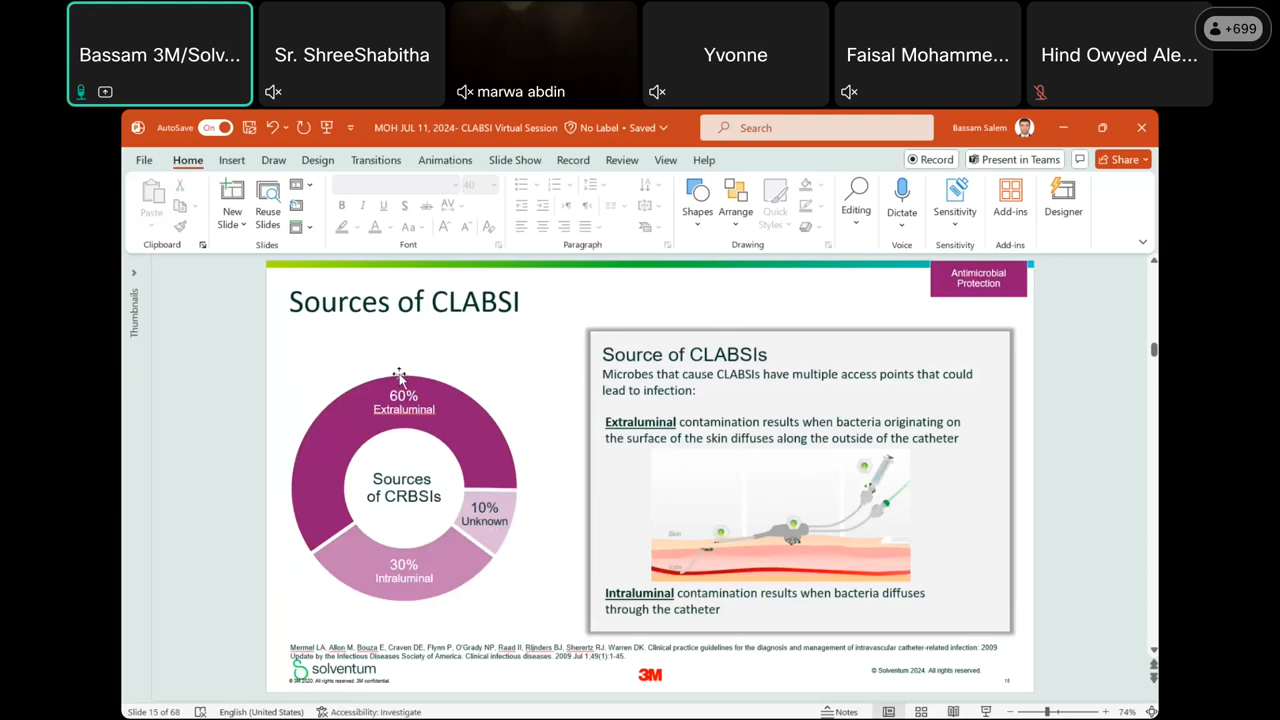 Bassam 3M/Solv...
Sr. ShreeShabitha
marwa abdin
Yvonne
Faisal Mohamme...
Hind Owyed Ale...
+699
AutoSave On
MOH JUL 11, 2024- CLABSI Virtual Session
No Label • Saved
Search
Bassam Salem
File Home Insert Draw Design Transitions Animations Slide Show Record Review View Help
Record
Present in Teams
Share
Paste
New Slide
Reuse Slides
40
Shapes
Arrange
Quick Styles
Editing
Dictate
Sensitivity
Add-ins
Designer
Clipboard
Slides
Font
Paragraph
Drawing
Voice
Sensitivity
Add-ins
Thumbnails
Antimicrobial
Protection
Sources of CLABSI
60%
Extraluminal
Sources
of CRBSIs
10%
Unknown
30%
Intraluminal
Source of CLABSIs
Microbes that cause CLABSIs have multiple access points that could
lead to infection:
Extraluminal contamination results when bacteria originating on
the surface of the skin diffuses along the outside of the catheter
Skin
Intraluminal contamination results when bacteria diffuses
through the catheter
Mermel LA, Allon M, Bouza E, Craven DE, Flynn P, O'Grady NP, Raad II, Rijnders BJ, Sherertz RJ, Warren DK. Clinical practice guidelines for the diagnosis and management of intravascular catheter-related infection: 2009
Update by the Infectious Diseases Society of America. Clinical infectious diseases. 2009 Jul 1;49(1):1-45.
solventum
© 3M 2020. All rights reserved. 3M confidential.
3M
© Solventum 2024. All rights reserved.
Slide 15 of 68
English (United States)
Accessibility: Investigate
Notes
74%